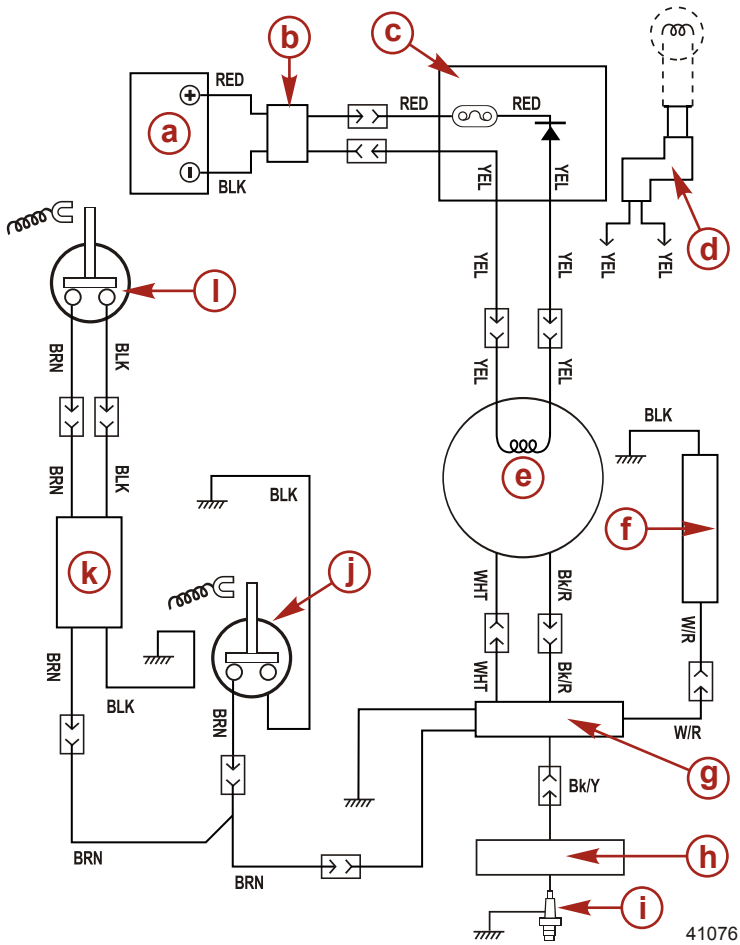 b
c
RED
RED
RED
a
BLK
YEL
YEL
d
YEL
YEL
l
YEL
YEL
BRN
BLK
YEL
YEL
BLK
BRN
BLK
e
BLK
f
k
j
WHT
Bk/R
W/R
BRN
BLK
BRN
WHT
Bk/R
W/R
g
Bk/Y
BRN
BRN
h
i
41076